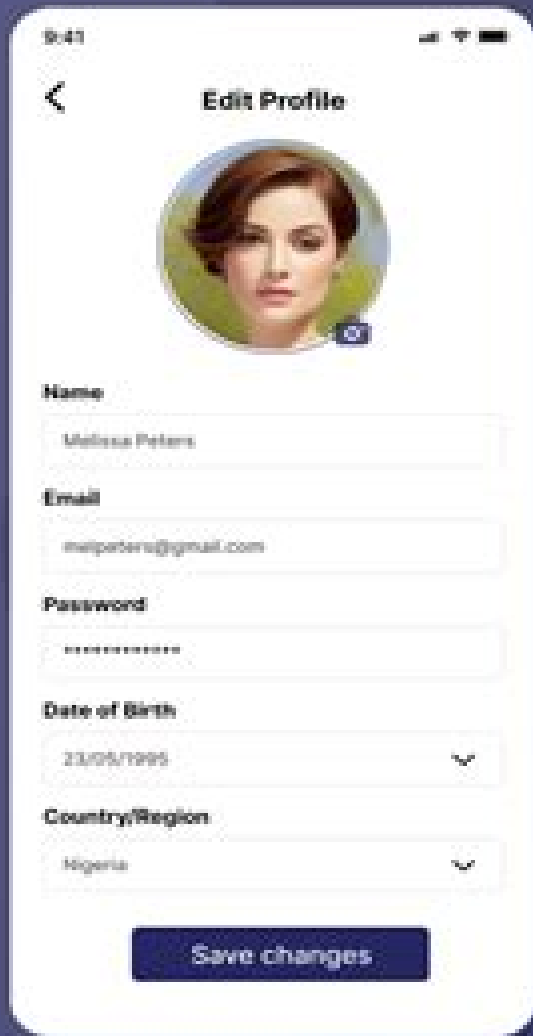 9:41
Edit Profile
Name
Melissa Peters
Email
melpeters@gmail.com
Password
••••••••••••
Date of Birth
23/05/1995
Country/Region
Nigeria
Save changes